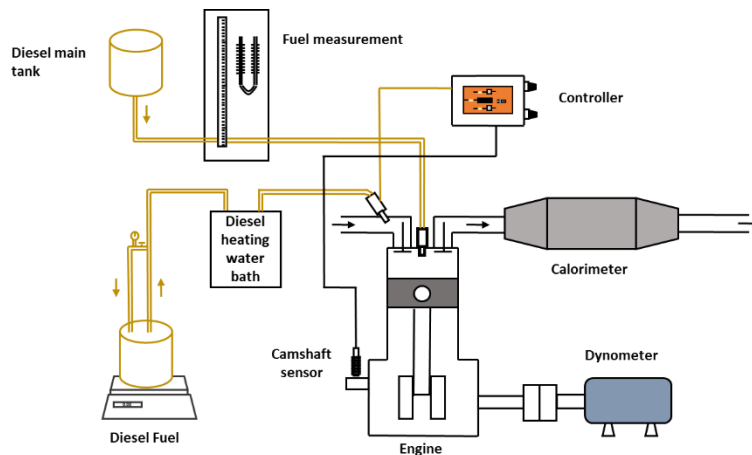 Fuel measurement
Diesel main
tank
Controller
Diesel
heating
water
bath
Calorimeter
Camshaft
sensor
Dynometer
Diesel Fuel
Engine